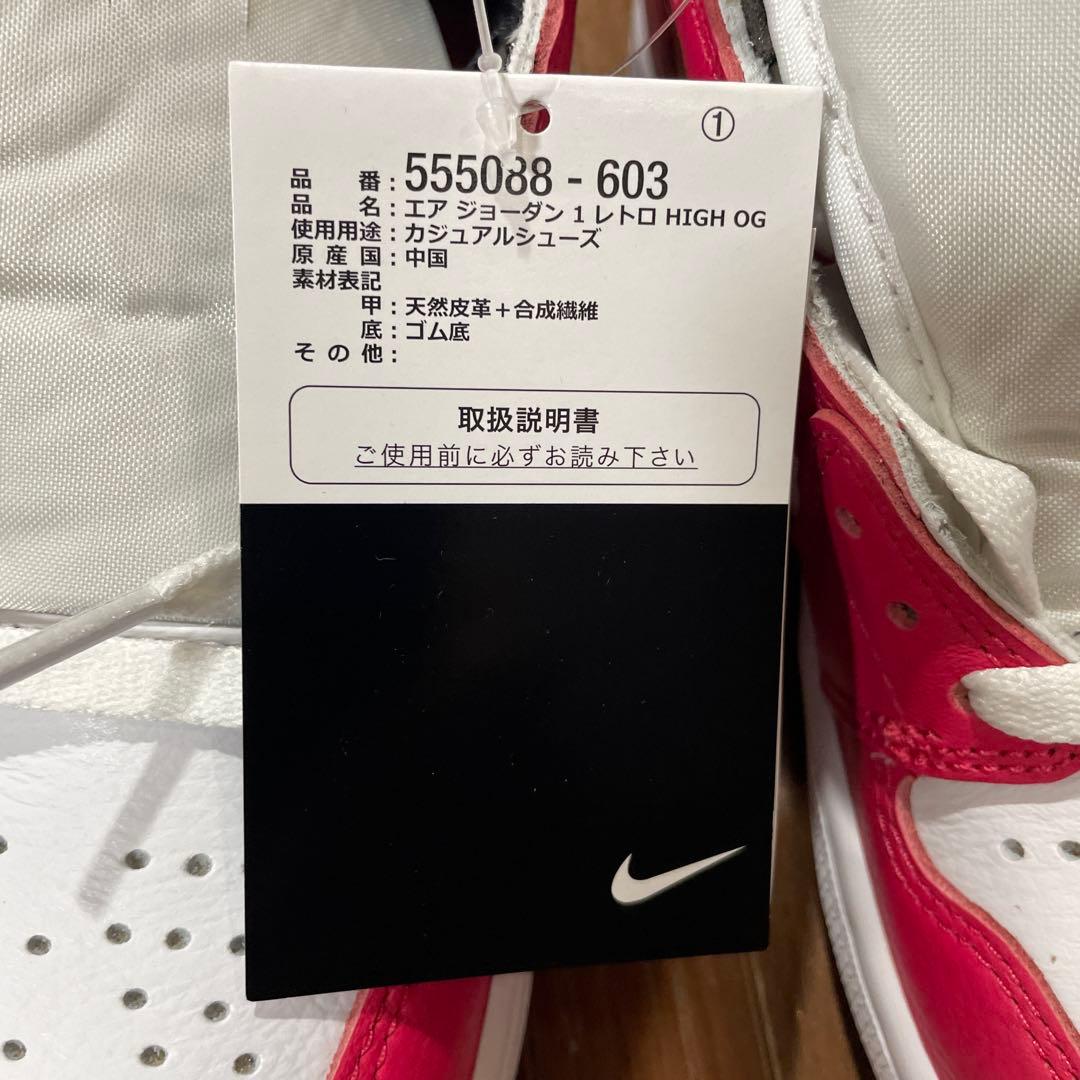 ①
品 番 : 555088 - 603
品 名 : エア ジョーダン 1 レトロ HIGH OG
使用用途 : カジュアルシューズ
原 産 国 : 中国
素材表記
甲 : 天然皮革＋合成繊維
底 : ゴム底
そ の 他 :
取扱説明書
ご使用前に必ずお読み下さい